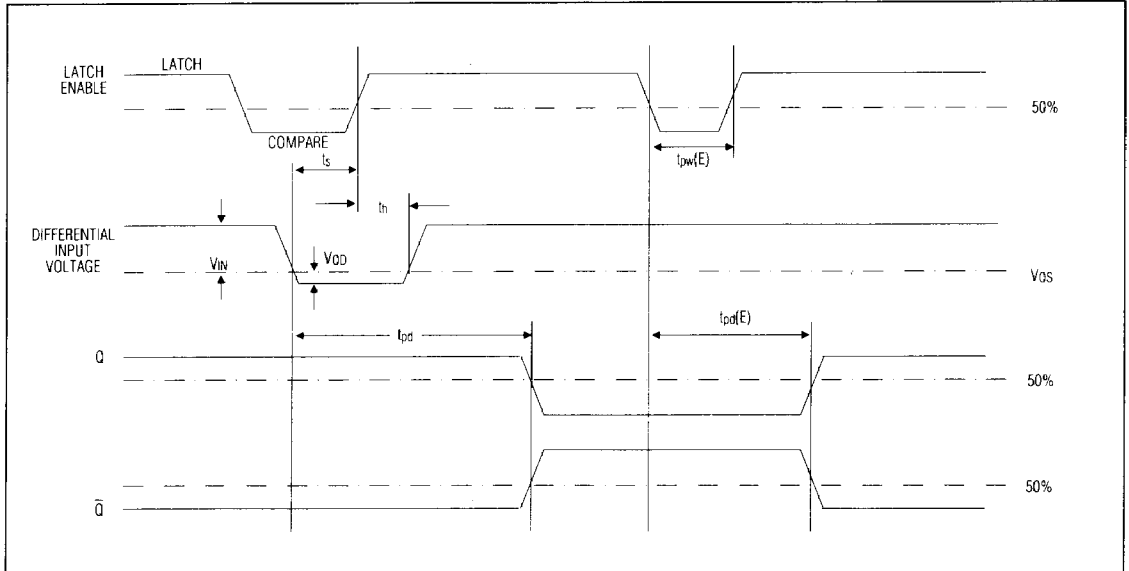 LATCH
LATCH ENABLE
50%
COMPARE
ts
tpw(E)
th
DIFFERENTIAL INPUT VOLTAGE
VIN
VOD
VOS
tpd
tpd(E)
Q
50%
50%
Q̅